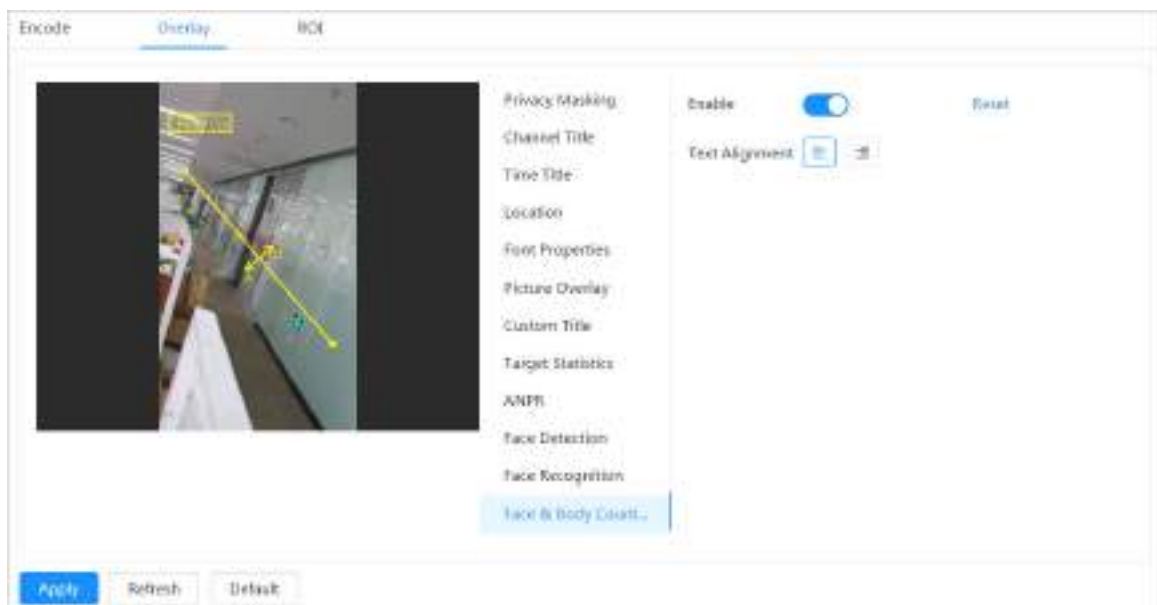 Encode
Overlay
ROI
Privacy Masking
Channel Title
Time Title
Location
Font Properties
Picture Overlay
Custom Title
Target Statistics
ANPR
Face Detection
Face Recognition
Face & Body Count...
Enable
Reset
Text Alignment
Apply
Refresh
Default